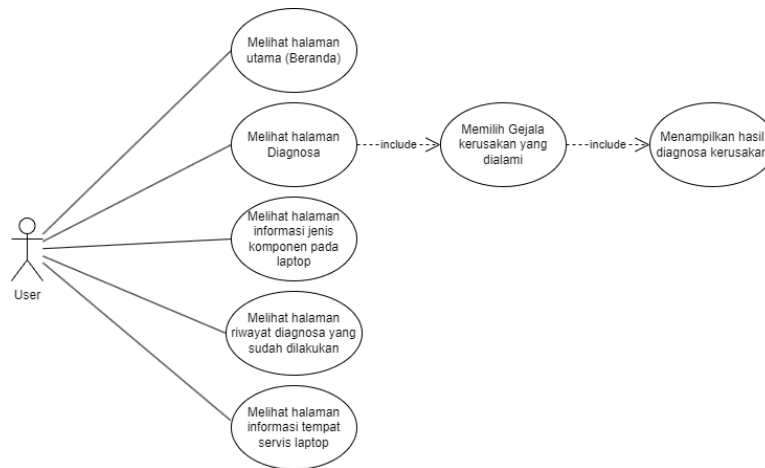 Melihat halaman
utama (Beranda)
Melihat halaman
Diagnosa
include
Memilih Gejala
kerusakan yang
dialami
include
Menampilkan hasil
diagnosa kerusakan
Melihat halaman
informasi jenis
komponen pada
laptop
User
Melihat halaman
riwayat diagnosa yang
sudah dilakukan
Melihat halaman
informasi tempat
servis laptop